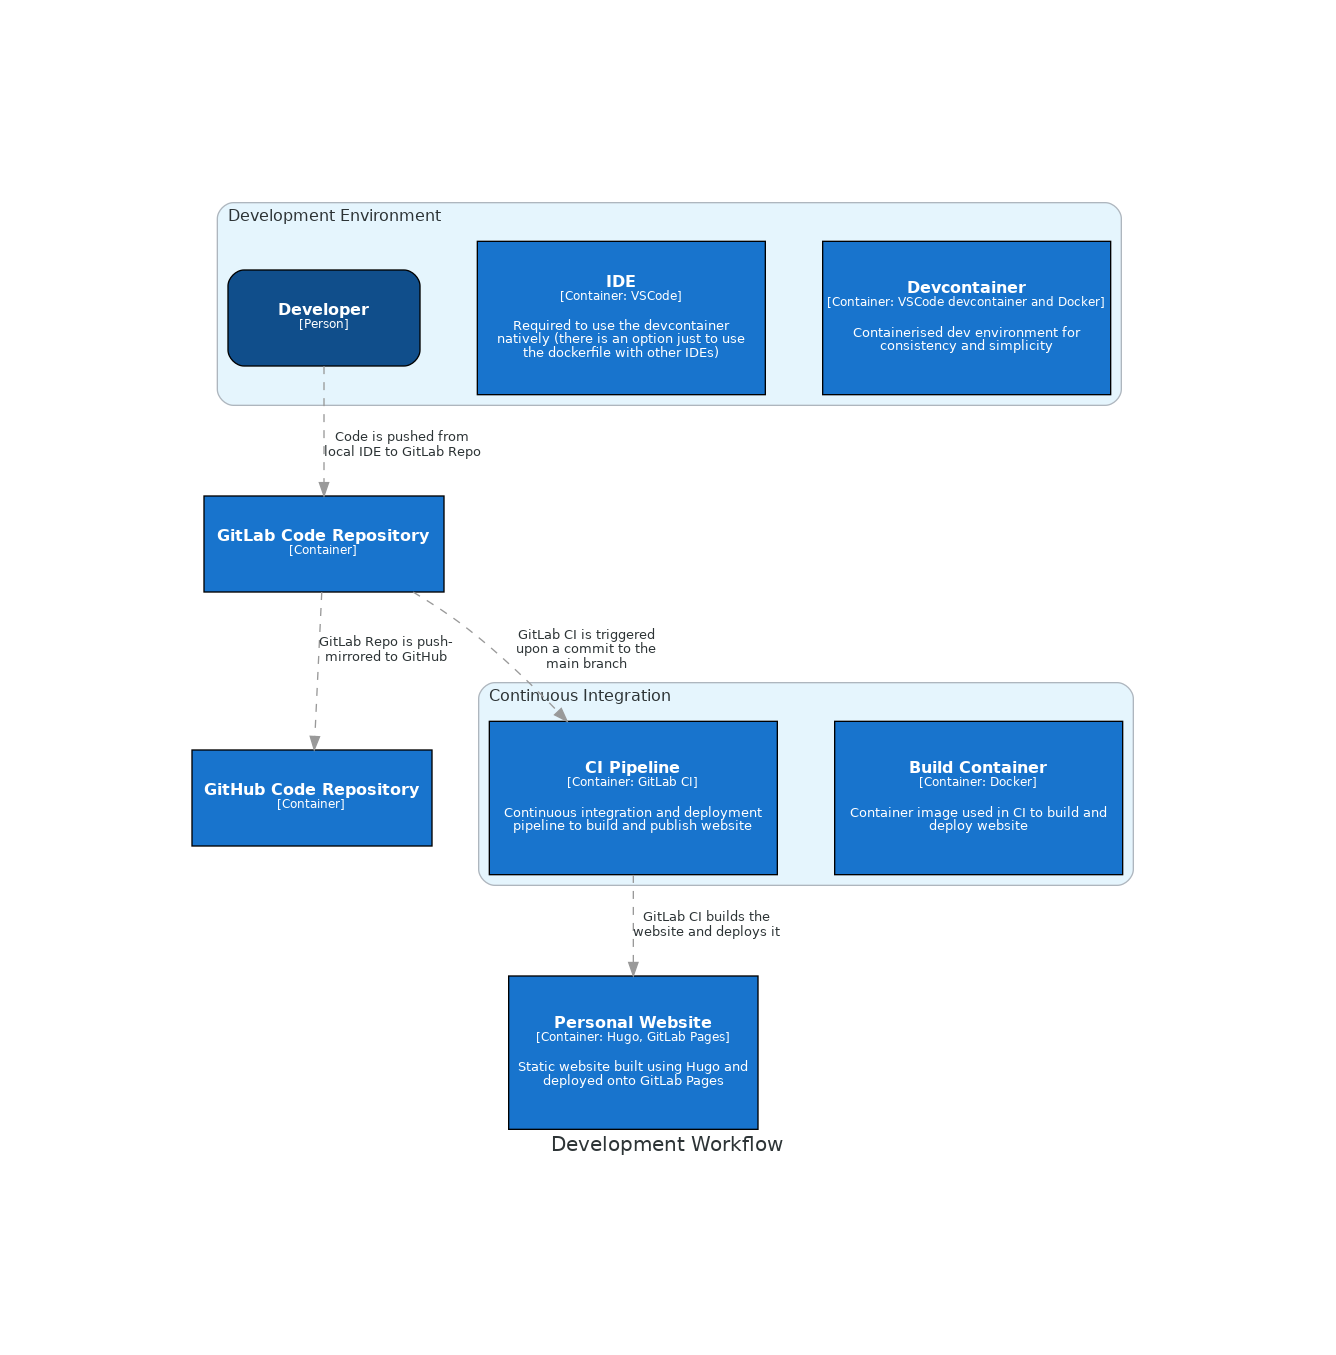 Development Environment
Developer
[Person]
IDE
[Container: VSCode]
Required to use the devcontainer
natively (there is an option just to use
the dockerfile with other IDEs)
Devcontainer
[Container: VSCode devcontainer and Docker]
Containerised dev environment for
consistency and simplicity
Code is pushed from
local IDE to GitLab Repo
GitLab Code Repository
[Container]
GitLab Repo is push-
mirrored to GitHub
GitLab CI is triggered
upon a commit to the
main branch
GitHub Code Repository
[Container]
Continuous Integration
CI Pipeline
[Container: GitLab CI]
Continuous integration and deployment
pipeline to build and publish website
Build Container
[Container: Docker]
Container image used in CI to build and
deploy website
GitLab CI builds the
website and deploys it
Personal Website
[Container: Hugo, GitLab Pages]
Static website built using Hugo and
deployed onto GitLab Pages
Development Workflow